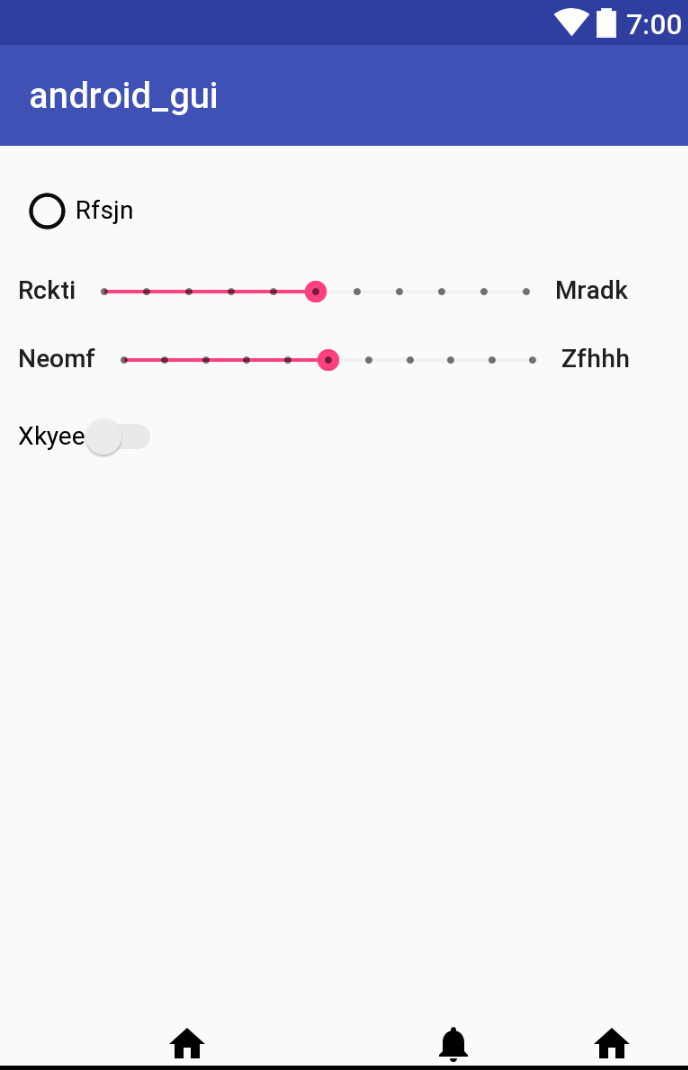 7:00
android_gui
Rfsjn
Rckti Mradk
Neomf Zfhhh
Xkyee